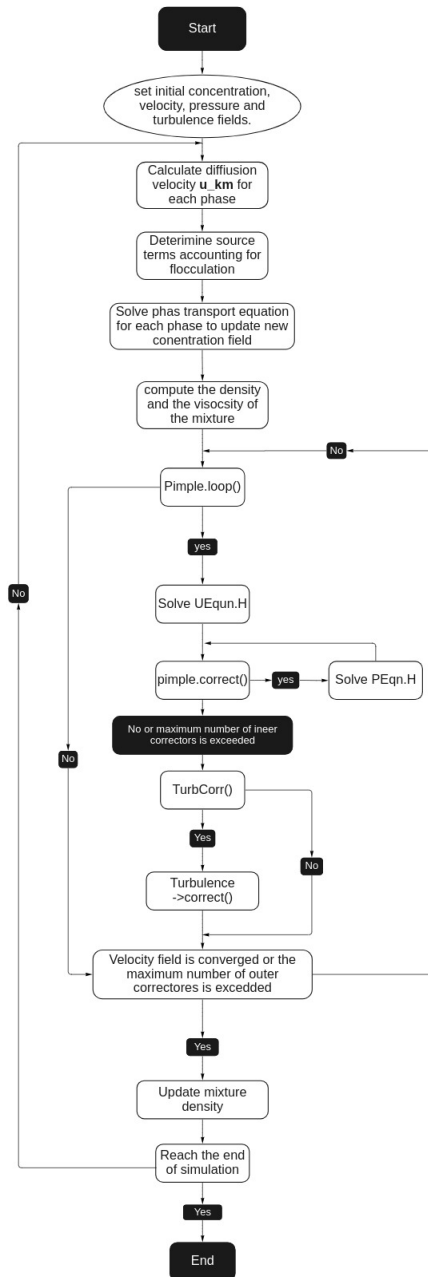 Start
set initial concentration,
velocity, pressure and
turbulence fields.
Calculate diffiusion
velocity u_km for
each phase
Deterimine source
terms accounting for
flocculation
Solve phas transport equation
for each phase to update new
conentration field
compute the density
and the visocsity of
the mixture
No
Pimple.loop()
yes
No
Solve UEqun.H
pimple.correct()
yes
Solve PEqn.H
No or maximum number of ineer
correctors is exceeded
No
TurbCorr()
Yes
No
Turbulence
->correct()
Velocity field is converged or the
maximum number of outer
correctores is excedded
Yes
Update mixture
density
Reach the end
of simulation
Yes
End